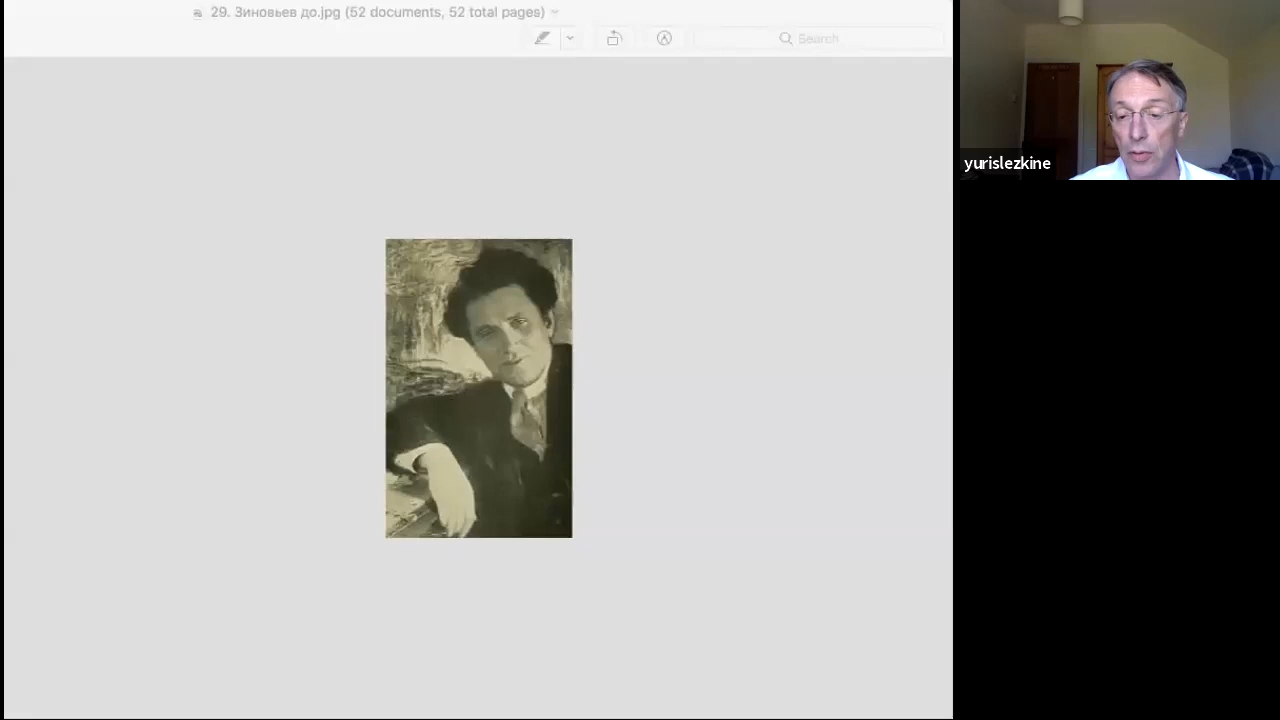 29. Зиновьев до.jpg (52 documents, 52 total pages)
Search
yurislezkine